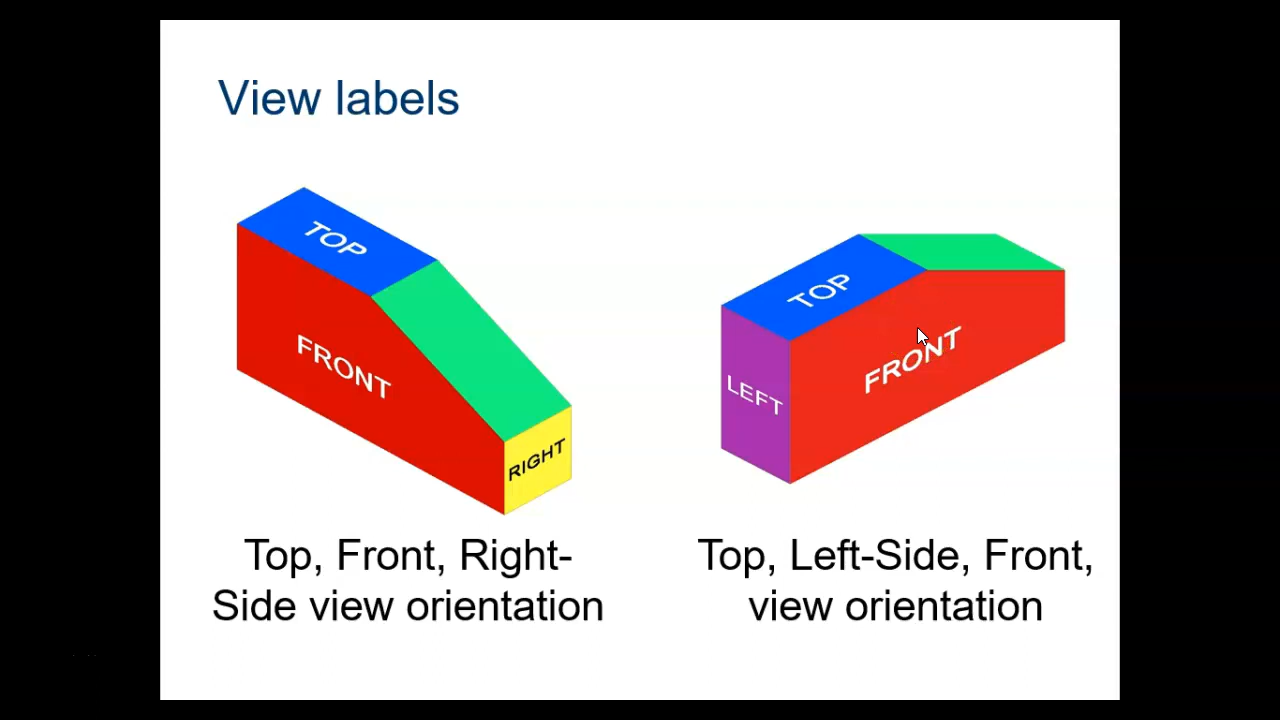 View labels
TOP
FRONT
RIGHT
Top, Front, Right-
Side view orientation
TOP
LEFT
FRONT
Top, Left-Side, Front,
view orientation